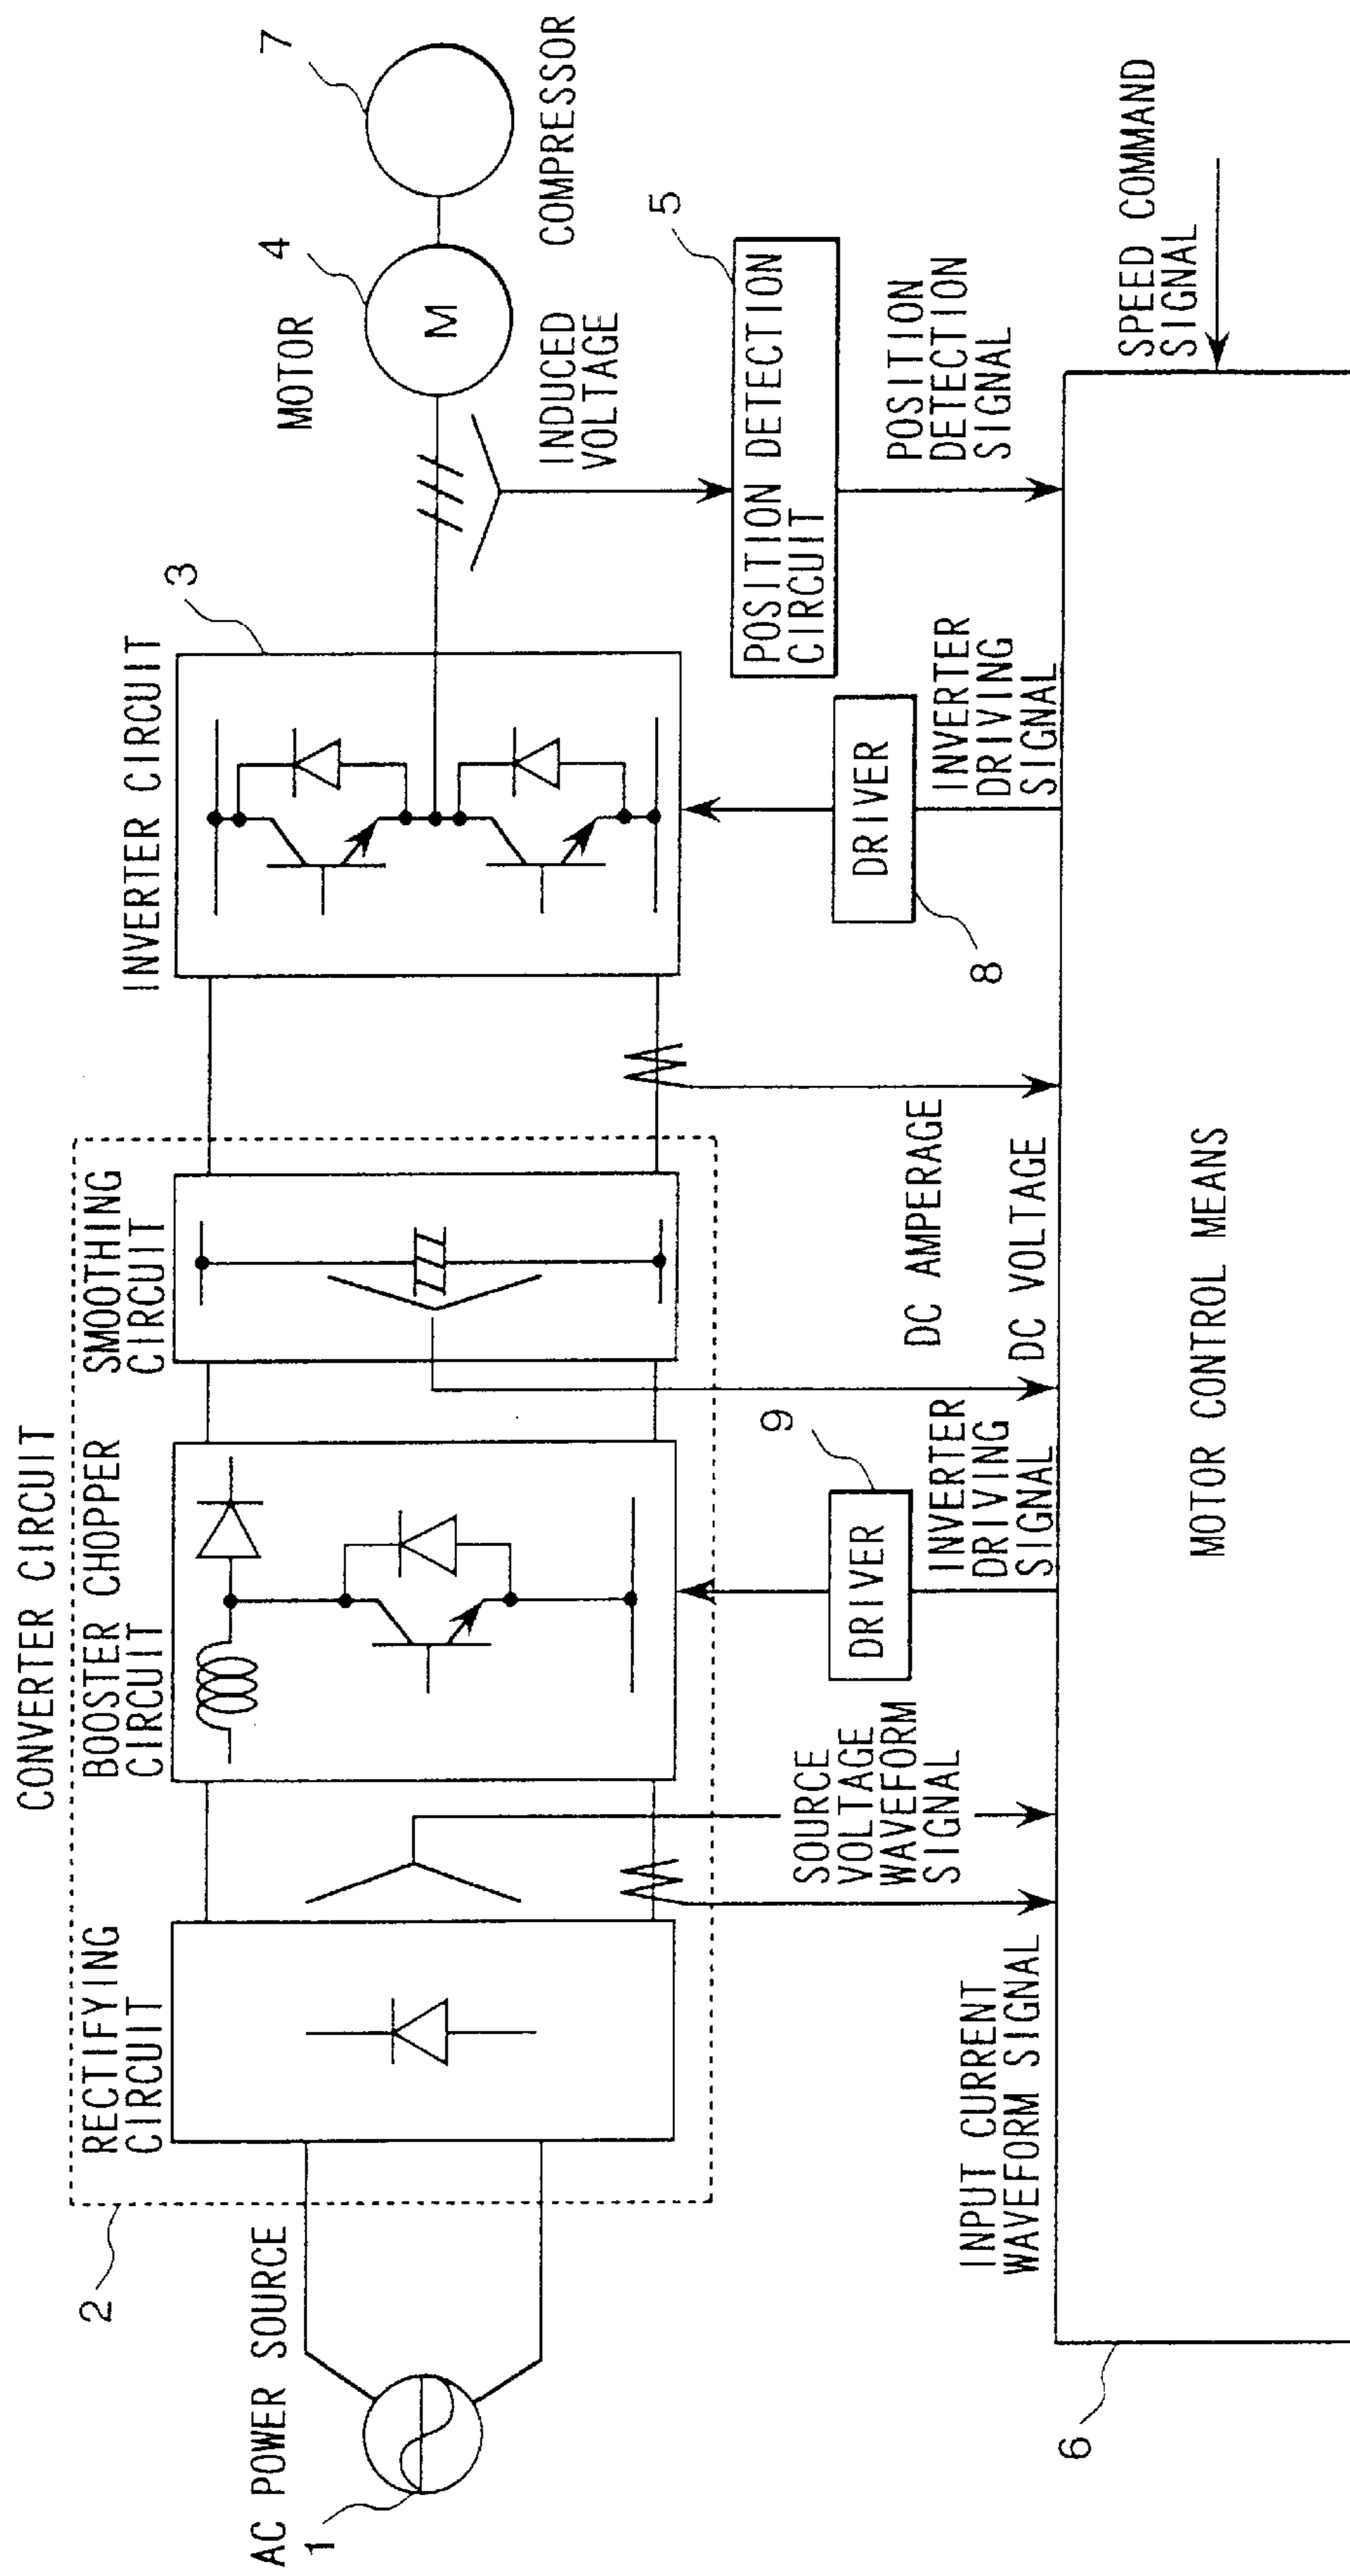 CONVERTER CIRCUIT
2
RECTIFYING
CIRCUIT
BOOSTER CHOPPER
CIRCUIT
SMOOTHING
CIRCUIT
INVERTER CIRCUIT
3
AC POWER SOURCE
1
MOTOR
4
M
7
COMPRESSOR
INDUCED
VOLTAGE
5
POSITION DETECTION
CIRCUIT
POSITION
DETECTION
SIGNAL
SOURCE
VOLTAGE
WAVEFORM
SIGNAL
INPUT CURRENT
WAVEFORM SIGNAL
9
DRIVER
INVERTER
DRIVING
SIGNAL
DC AMPERAGE
DC VOLTAGE
DRIVER
8
INVERTER
DRIVING
SIGNAL
SPEED COMMAND
SIGNAL
6
MOTOR CONTROL MEANS